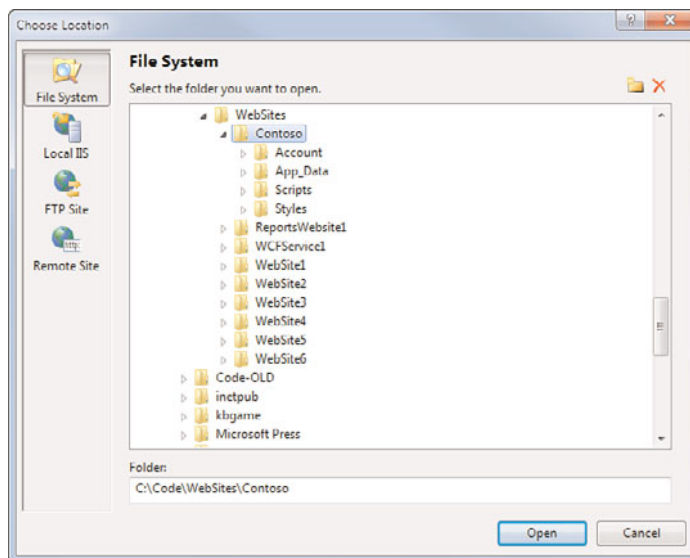 Choose Location
File System
Select the folder you want to open.
File System
Local IIS
FTP Site
http:
Remote Site
WebSites
Contoso
Account
App_Data
Scripts
Styles
ReportsWebsite1
WCFService1
WebSite1
WebSite2
WebSite3
WebSite4
WebSite5
WebSite6
Code-OLD
inetpub
kbgame
Microsoft Press
Folder:
C:\Code\WebSites\Contoso
Open
Cancel